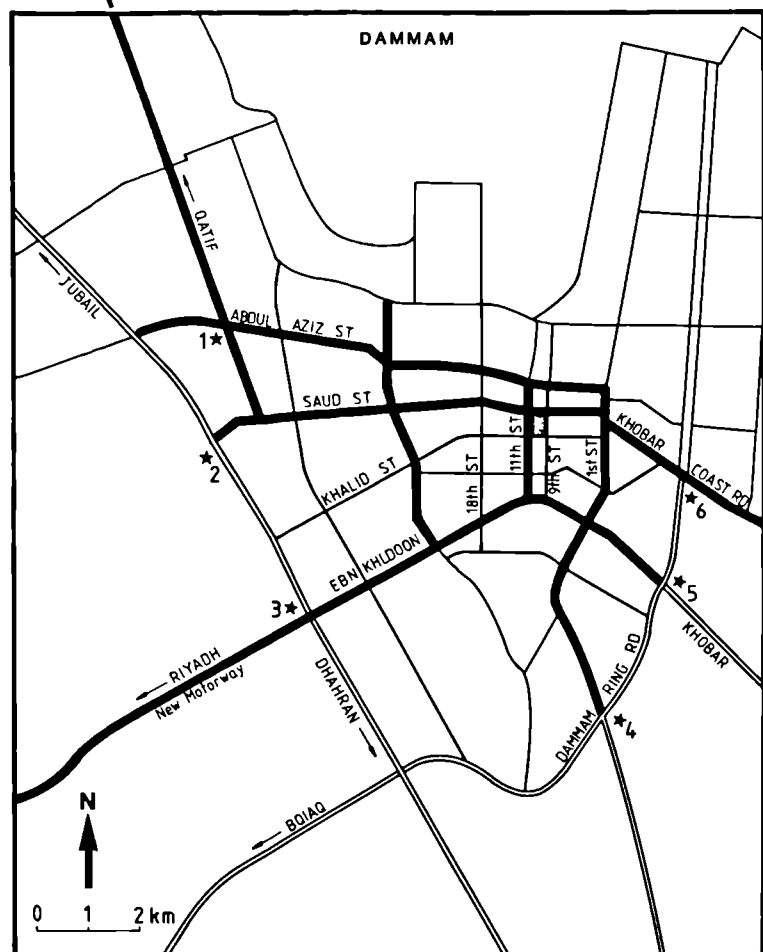 DAMMAM
QATIF
JUBAIL
ABDUL AZIZ ST
1
SAUD ST
2
KHALID ST
18th ST
11th ST
9th ST
1st ST
KHOBAR
COAST RD
6
EBN KHLDOON
3
5
KHOBAR
RIYADH
New Motorway
DHAHRAN
DAMMAM RING RD
4
BQIAQ
N
0 1 2 km